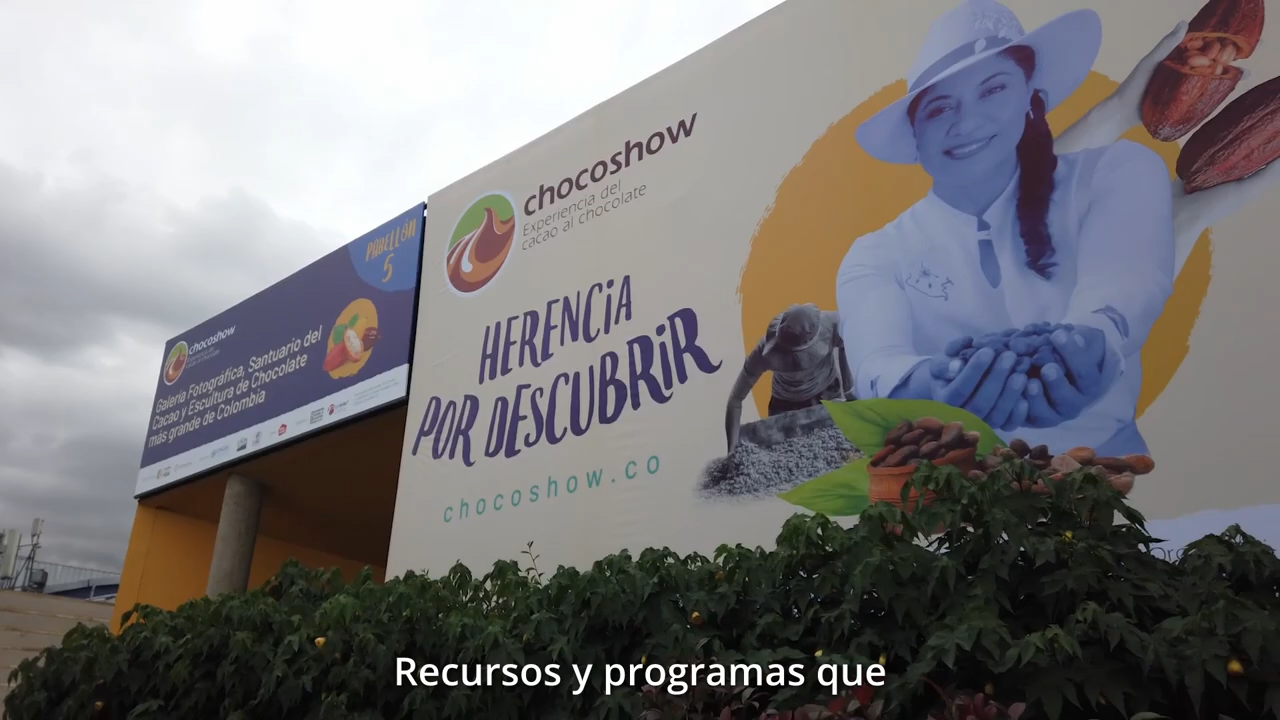 PABELLÓN
5
chocoshow
Galería Fotográfica, Santuario del
Cacao y Escultura de Chocolate
más grande de Colombia
chocoshow
Experiencia del
cacao al chocolate
HERENCiA
POR DESCUBRiR
chocoshow.co
Recursos y programas que